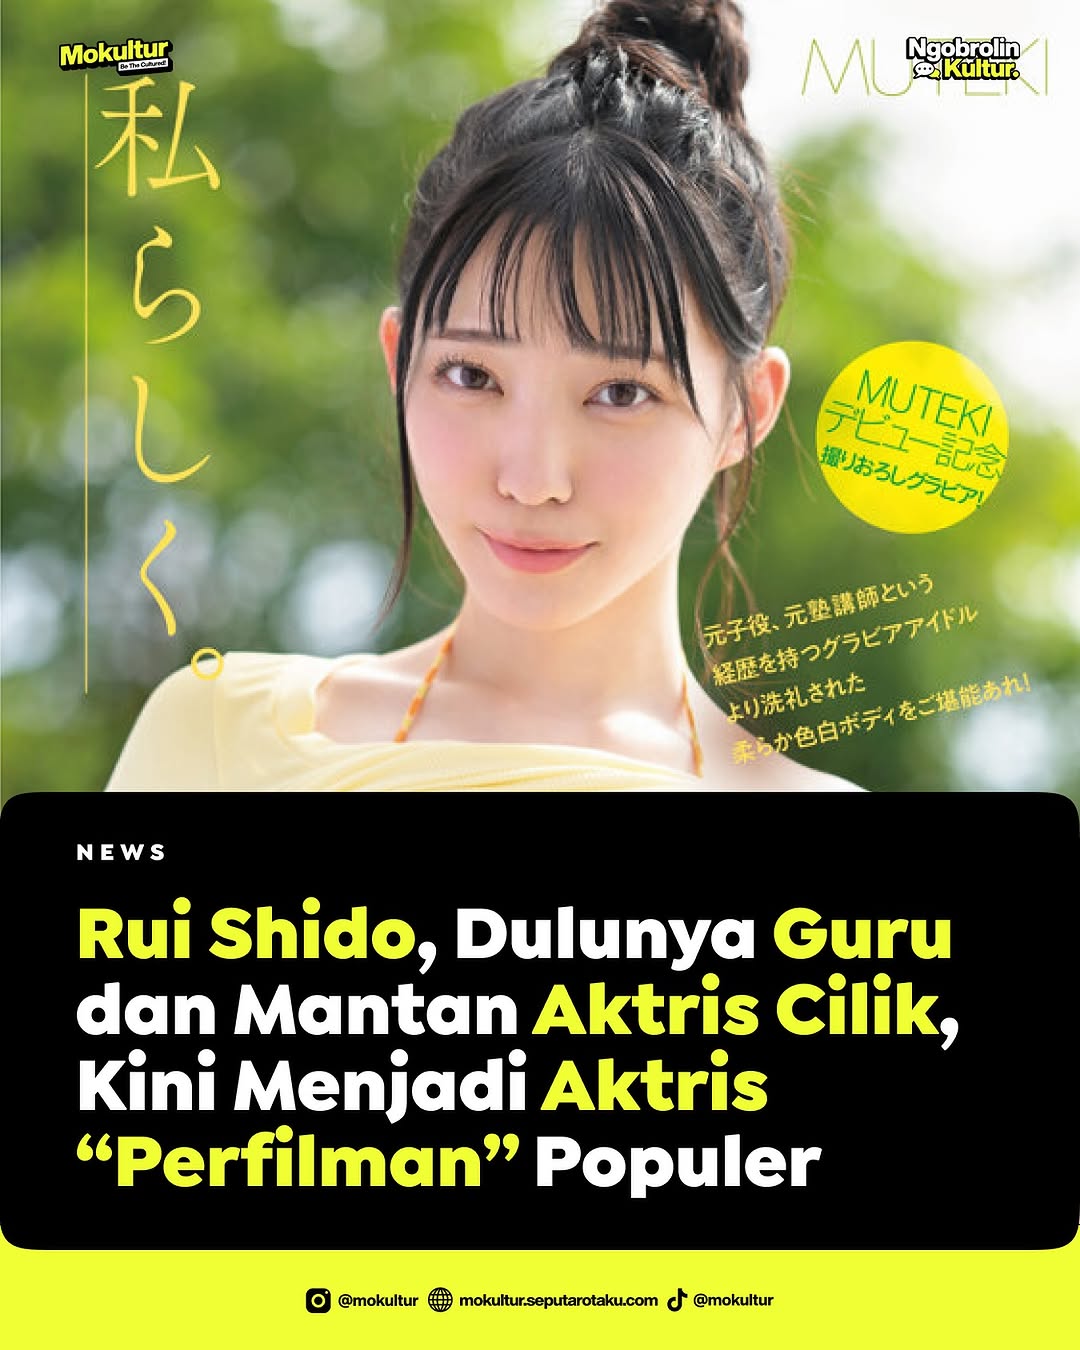 Mokultur
Be The Cultured!
MUTEKI
Ngobrolin
Kultur.
私らしく。
MUTEKI
デビュー記念
撮りおろしグラビア!
元子役、元塾講師という
経歴を持つグラビアアイドル
より洗礼された
柔らか色白ボディをご堪能あれ!
NEWS
Rui Shido, Dulunya Guru
dan Mantan Aktris Cilik,
Kini Menjadi Aktris
“Perfilman” Populer
@mokultur mokultur.seputarotaku.com @mokultur